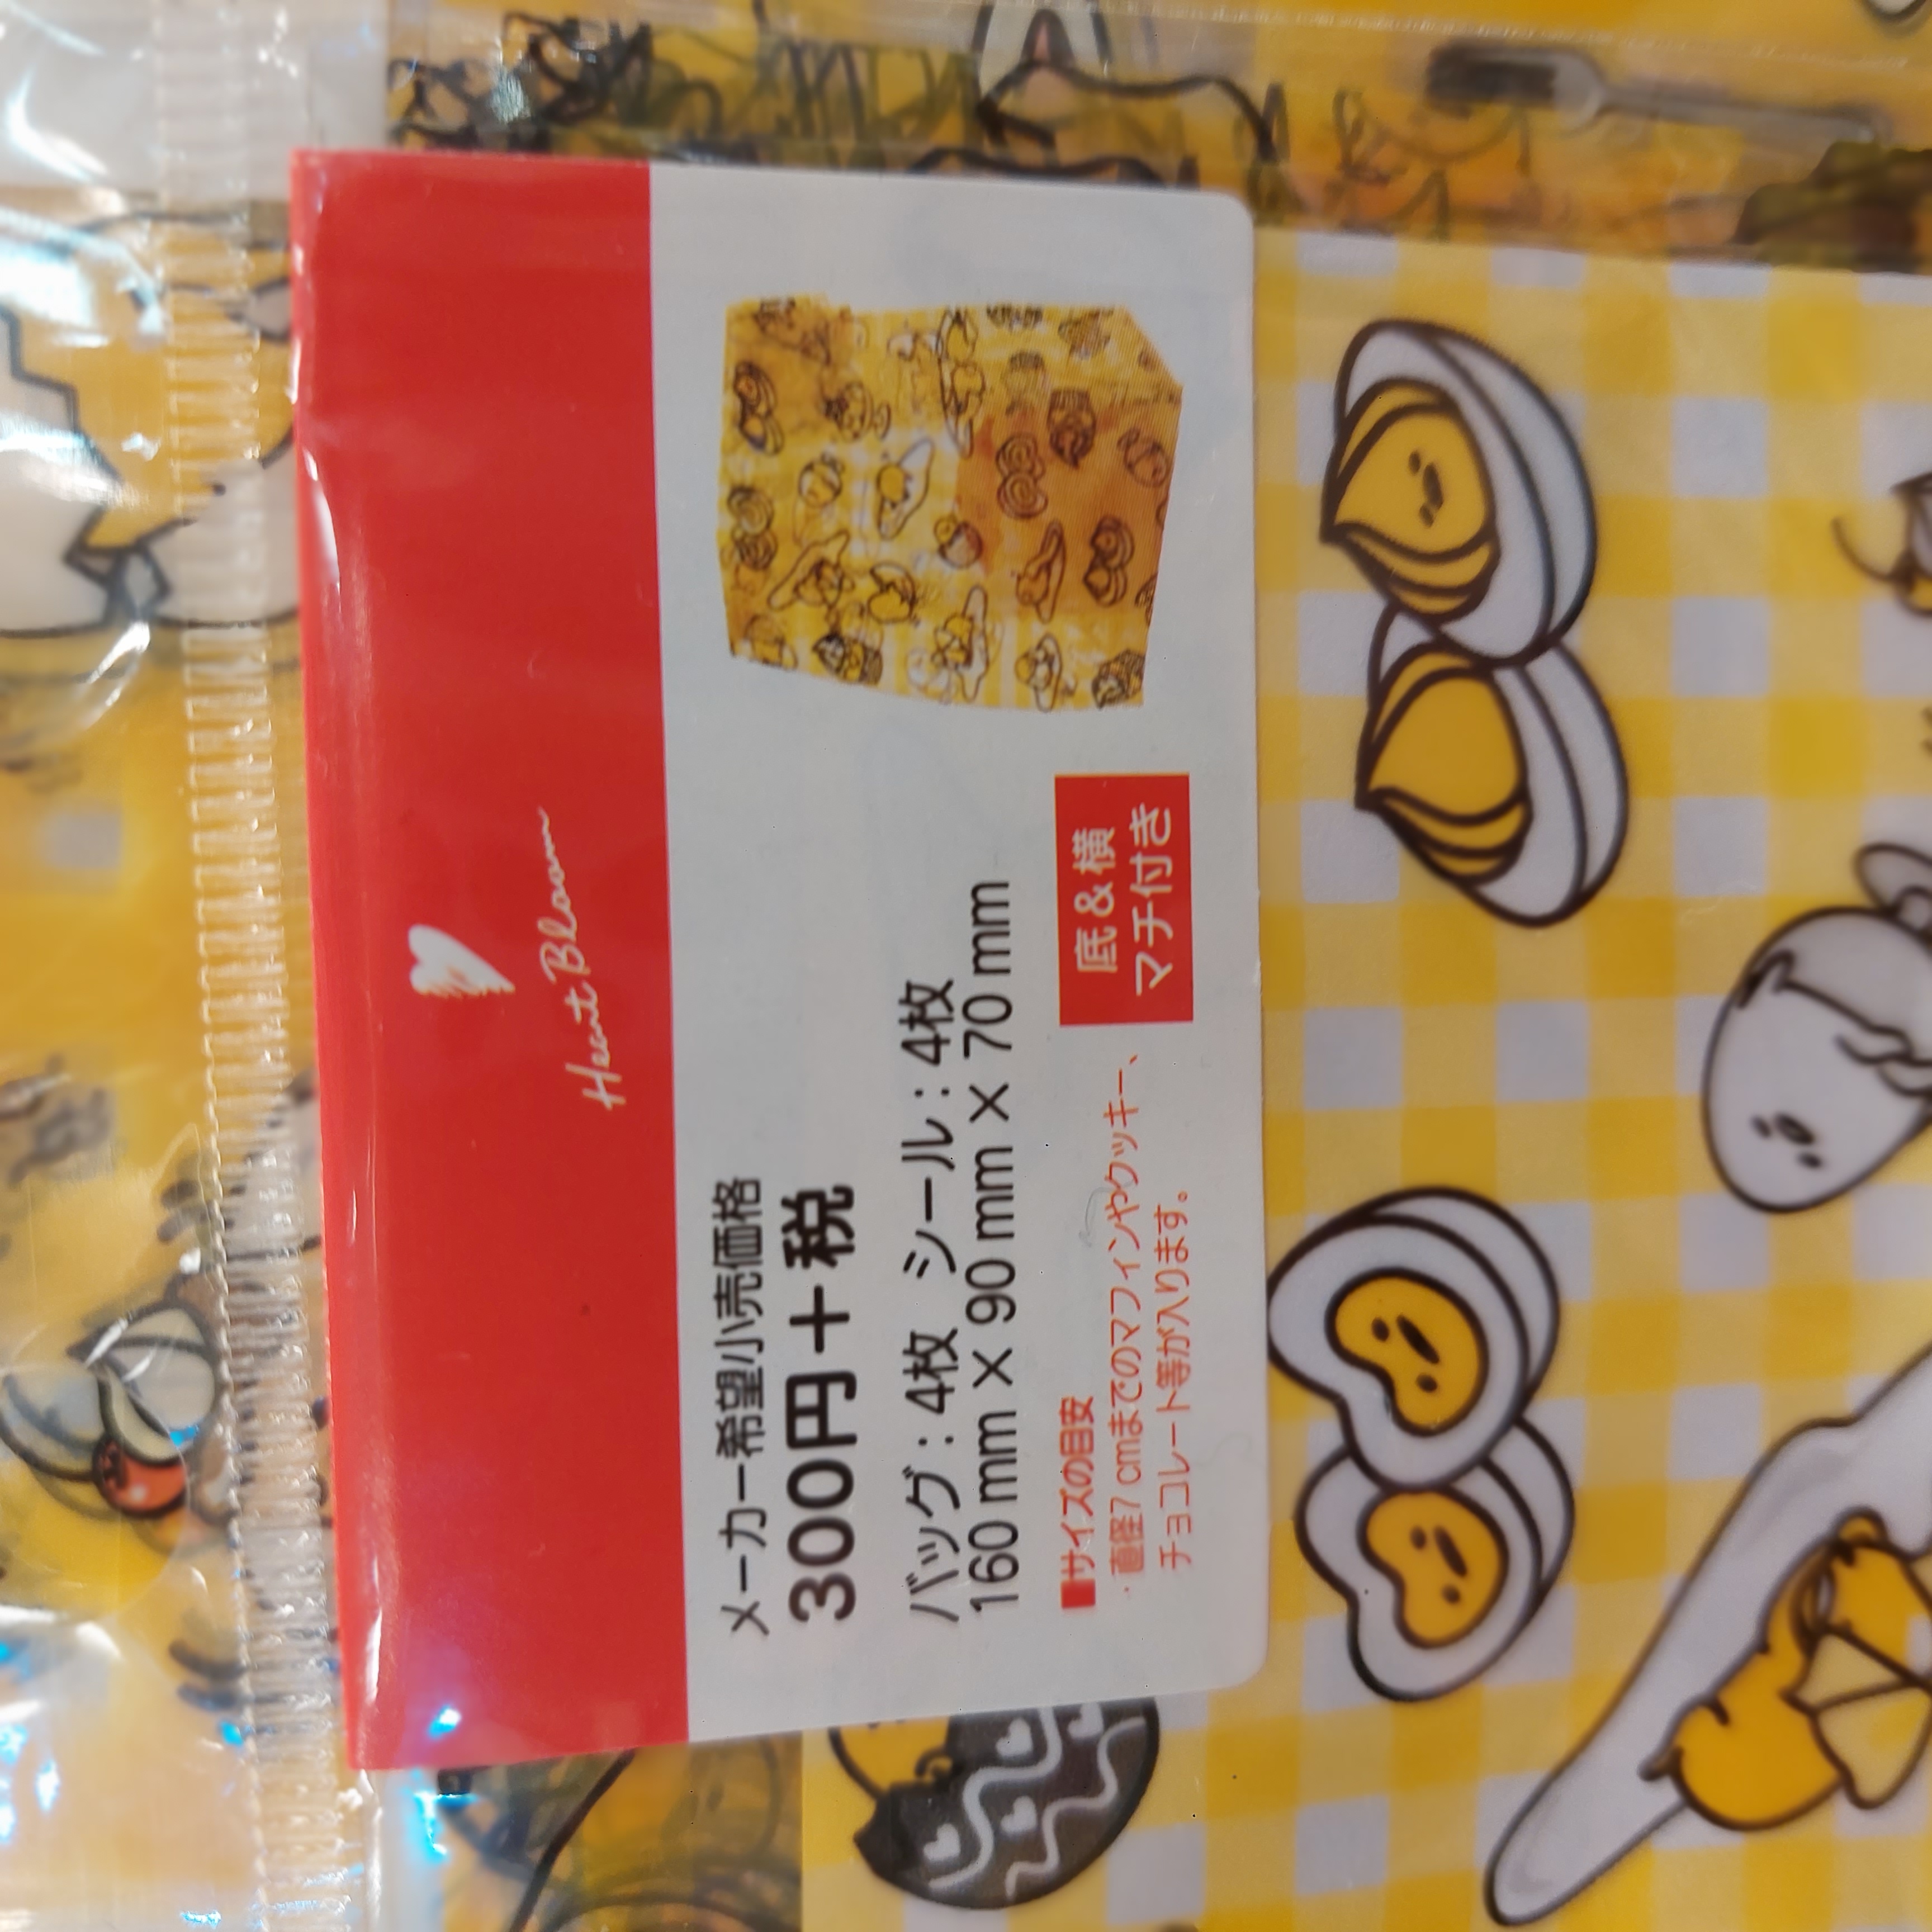 Heart Bloom
メーカー希望小売価格
300円＋税
バッグ：4枚 シール：4枚
160 mm × 90 mm × 70 mm
■サイズの目安
・直径7 cmまでのマフィンやクッキー、
チョコレート等が入ります。
底＆横
マチ付き